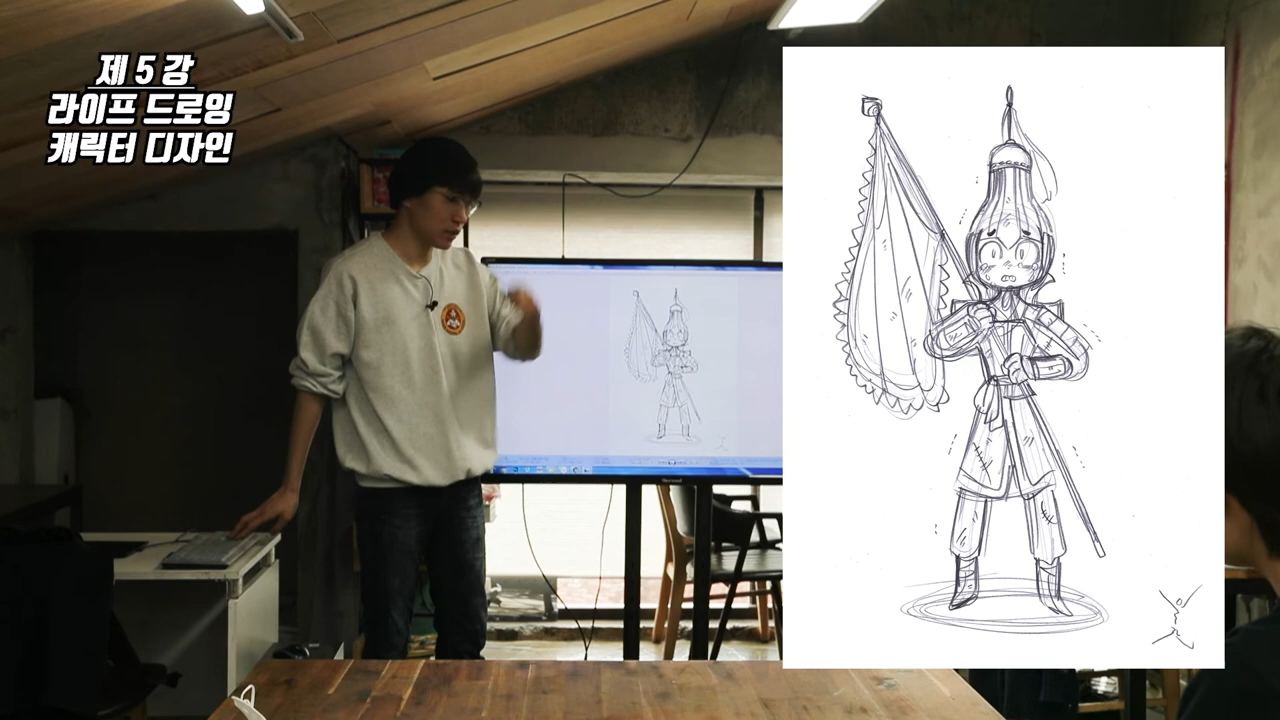 제 5 강
라이프 드로잉
캐릭터 디자인